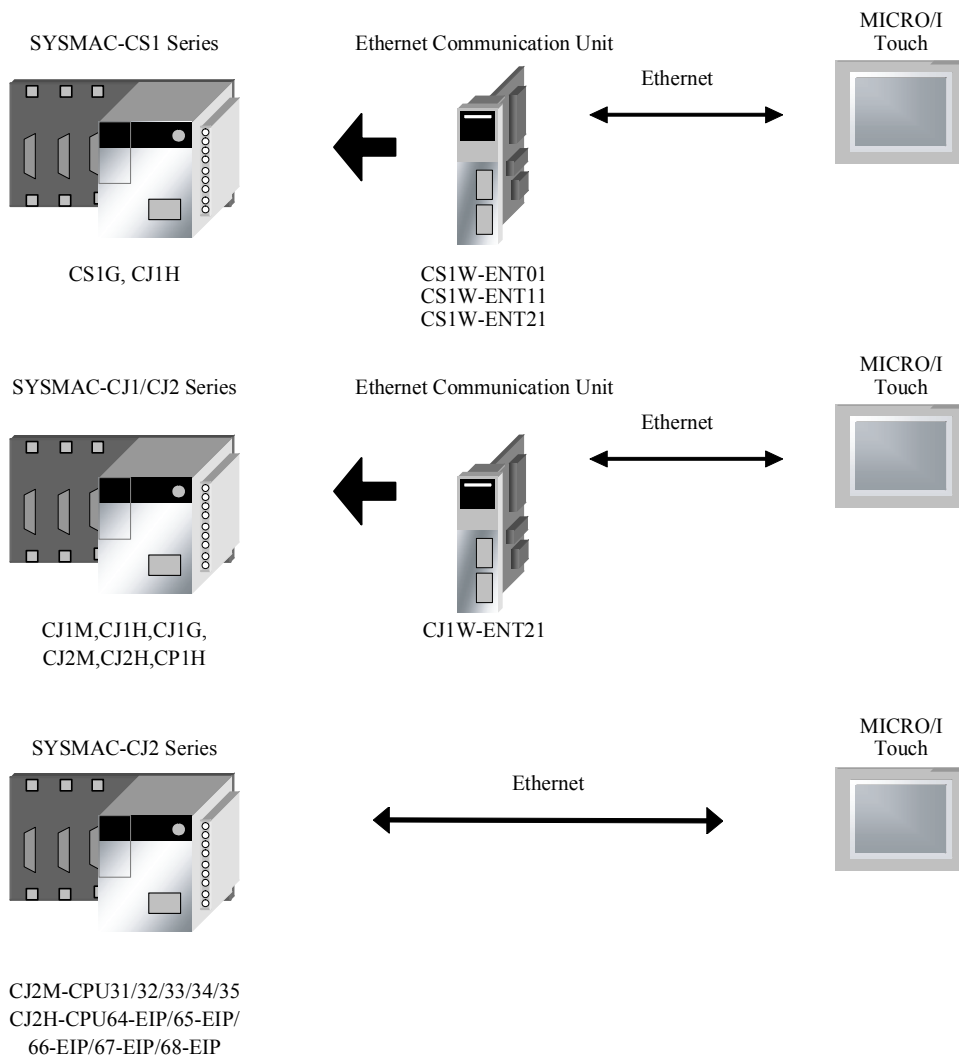 SYSMAC-CS1 Series
Ethernet Communication Unit
MICRO/I
Touch
Ethernet
CS1G, CJ1H
CS1W-ENT01
CS1W-ENT11
CS1W-ENT21
SYSMAC-CJ1/CJ2 Series
Ethernet Communication Unit
MICRO/I
Touch
Ethernet
CJ1M,CJ1H,CJ1G,
CJ2M,CJ2H,CP1H
CJ1W-ENT21
SYSMAC-CJ2 Series
MICRO/I
Touch
Ethernet
CJ2M-CPU31/32/33/34/35
CJ2H-CPU64-EIP/65-EIP/
66-EIP/67-EIP/68-EIP